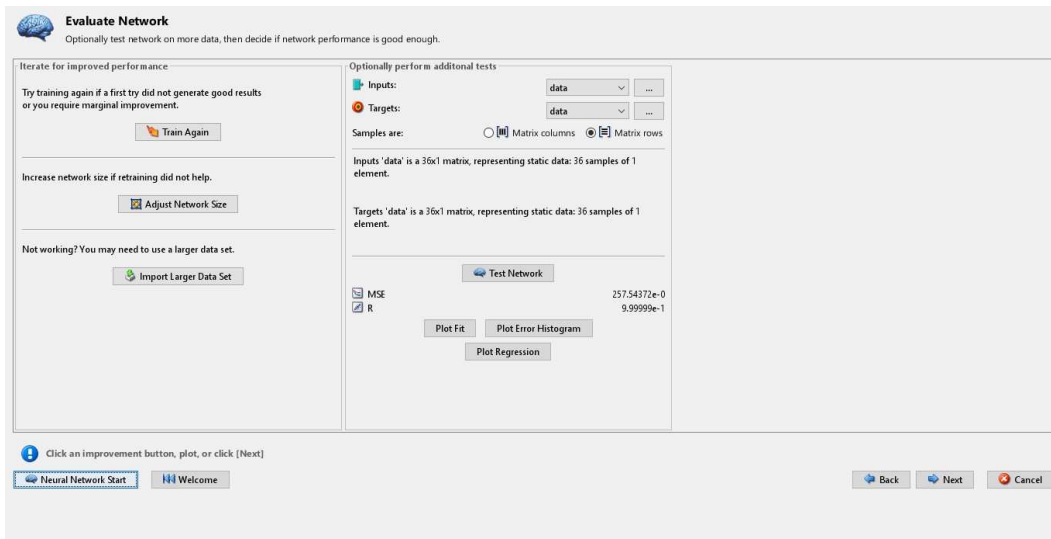 Evaluate Network
Optionally test network on more data, then decide if network performance is good enough.
Iterate for improved performance
Try training again if a first try did not generate good results
or you require marginal improvement.
Train Again
Increase network size if retraining did not help.
Adjust Network Size
Not working? You may need to use a larger data set.
Import Larger Data Set
Optionally perform additonal tests
Inputs: data ...
Targets: data ...
Samples are: Matrix columns Matrix rows
Inputs 'data' is a 36x1 matrix, representing static data: 36 samples of 1
element.
Targets 'data' is a 36x1 matrix, representing static data: 36 samples of 1
element.
Test Network
MSE 257.54372e-0
R 9.99999e-1
Plot Fit Plot Error Histogram
Plot Regression
Click an improvement button, plot, or click [Next]
Neural Network Start Welcome Back Next Cancel